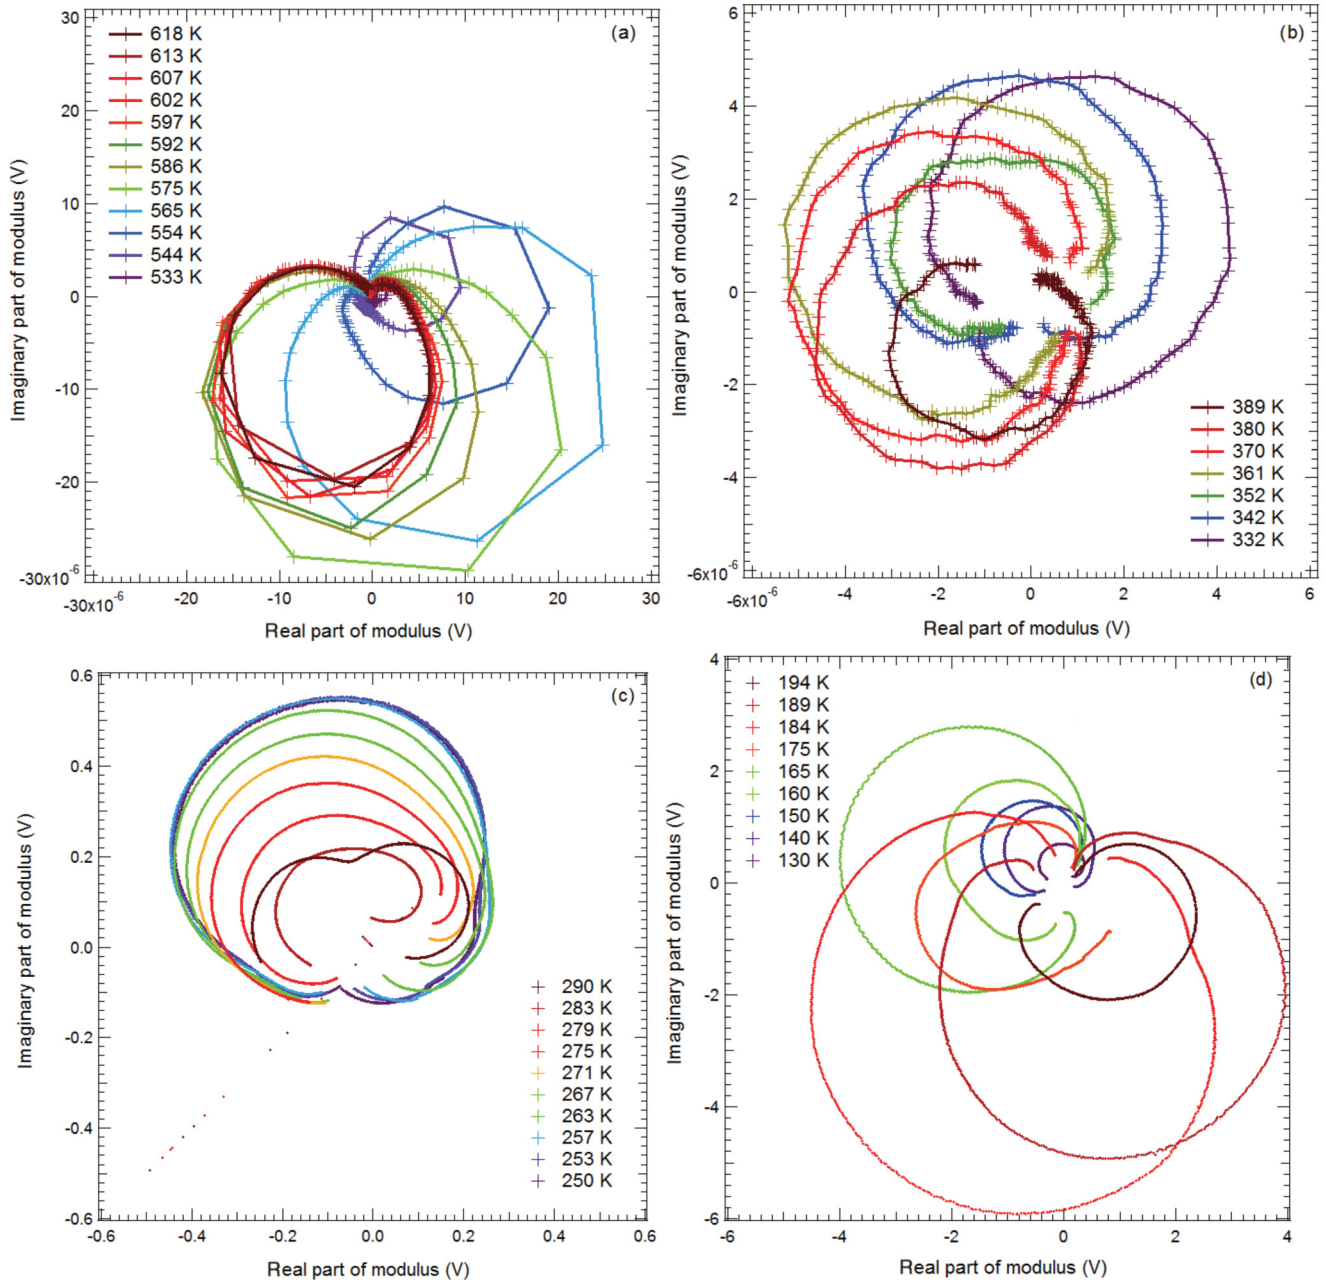 (a)
618 K
613 K
607 K
602 K
597 K
592 K
586 K
575 K
565 K
554 K
544 K
533 K
30
20
10
0
-10
-20
-30x10-6
-30x10-6
-20
-10
0
10
20
30
Imaginary part of modulus (V)
Real part of modulus (V)
(b)
6
4
2
0
-2
-4
-6x10-6
-6x10-6
-4
-2
0
2
4
6
389 K
380 K
370 K
361 K
352 K
342 K
332 K
Imaginary part of modulus (V)
Real part of modulus (V)
(c)
0.6
0.4
0.2
0.0
-0.2
-0.4
-0.6
-0.6
-0.4
-0.2
0.0
0.2
0.4
0.6
290 K
283 K
279 K
275 K
271 K
267 K
263 K
257 K
253 K
250 K
Imaginary part of modulus (V)
Real part of modulus (V)
(d)
194 K
189 K
184 K
175 K
165 K
160 K
150 K
140 K
130 K
4
2
0
-2
-4
-6
-6
-4
-2
0
2
4
Imaginary part of modulus (V)
Real part of modulus (V)